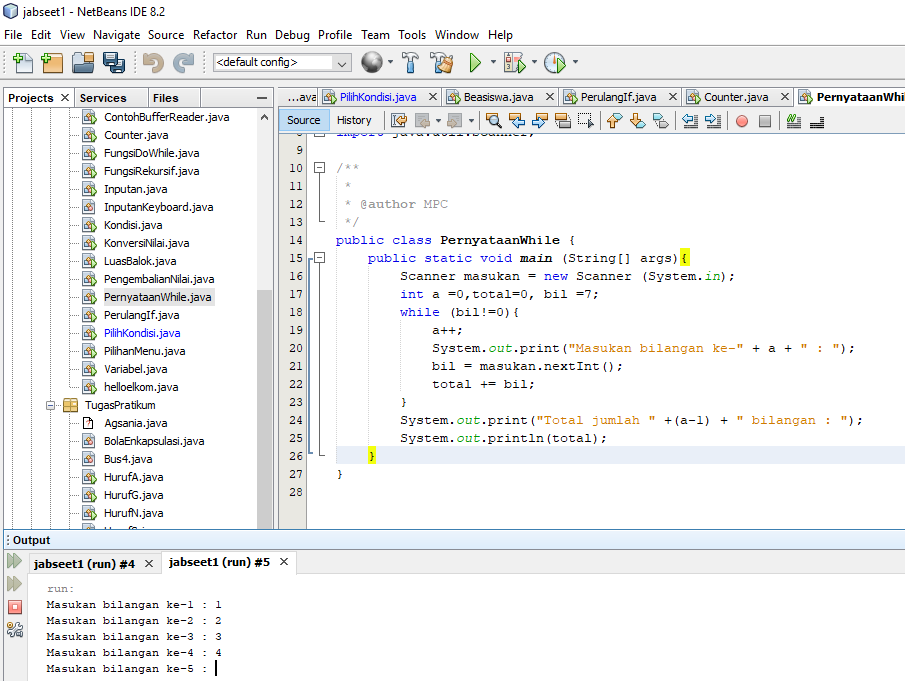 jabseet1 - NetBeans IDE 8.2
File Edit View Navigate Source Refactor Run Debug Profile Team Tools Window Help
<default config>
Projects Services Files
...ava PilihKondisi.java Beasiswa.java PerulangIf.java Counter.java PernyataanWhil
Source History
ContohBufferReader.java
Counter.java
FungsiDoWhile.java
FungsiRekursif.java
Inputan.java
InputanKeyboard.java
Kondisi.java
KonversiNilai.java
LuasBalok.java
PengembalianNilai.java
PernyataanWhile.java
PerulangIf.java
PilihKondisi.java
PilihanMenu.java
Variabel.java
helloelkom.java
TugasPratikum
Agsania.java
BolaEnkapsulasi.java
Bus4.java
HurufA.java
HurufG.java
HurufN.java
8 import java.util.Scanner;
9
10 /**
11 *
12 * @author MPC
13 */
14 public class PernyataanWhile {
15 public static void main (String[] args){
16 Scanner masukan = new Scanner (System.in);
17 int a =0,total=0, bil =7;
18 while (bil!=0){
19 a++;
20 System.out.print("Masukan bilangan ke-" + a + " : ");
21 bil = masukan.nextInt();
22 total += bil;
23 }
24 System.out.print("Total jumlah " +(a-1) + " bilangan : ");
25 System.out.println(total);
26 }
27 }
28
Output
jabseet1 (run) #4 jabseet1 (run) #5
run:
Masukan bilangan ke-1 : 1
Masukan bilangan ke-2 : 2
Masukan bilangan ke-3 : 3
Masukan bilangan ke-4 : 4
Masukan bilangan ke-5 :